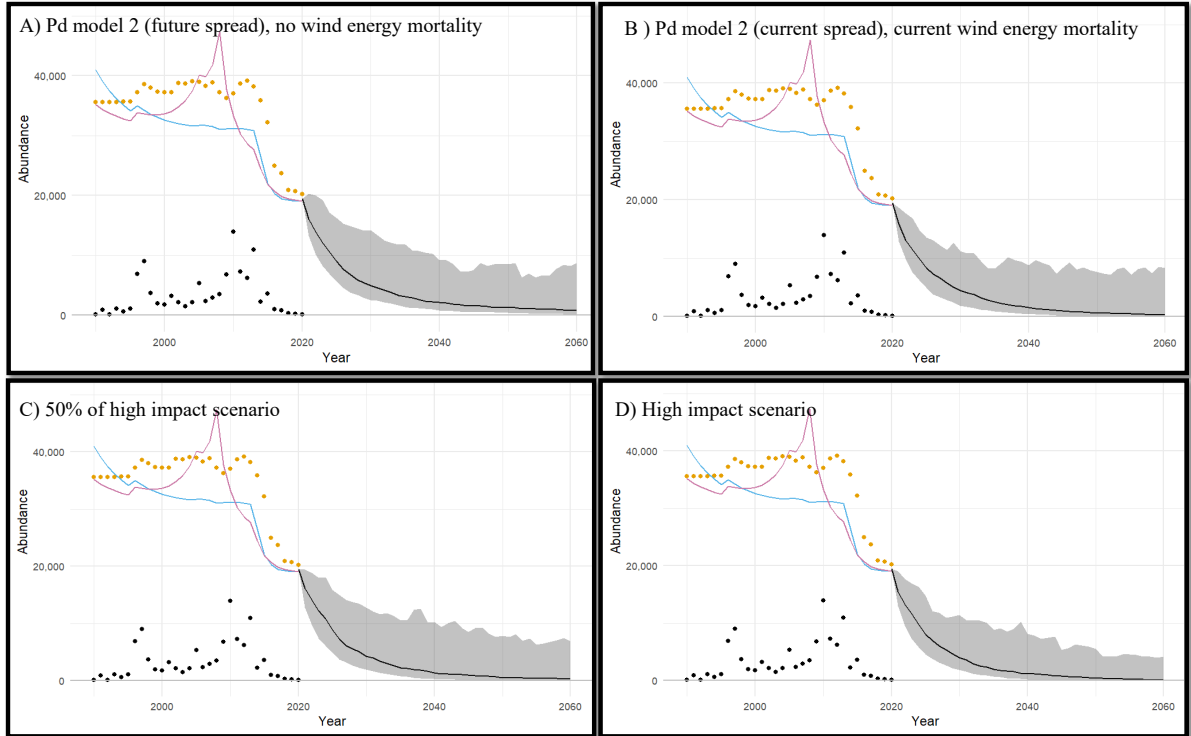 A) Pd model 2 (future spread), no wind energy mortality
40,000
20,000
0
Abundance
2000
2020
2040
2060
Year
B ) Pd model 2 (current spread), current wind energy mortality
40,000
20,000
0
Abundance
2000
2020
2040
2060
Year
C) 50% of high impact scenario
40,000
20,000
0
Abundance
2000
2020
2040
2060
Year
D) High impact scenario
40,000
20,000
0
Abundance
2000
2020
2040
2060
Year